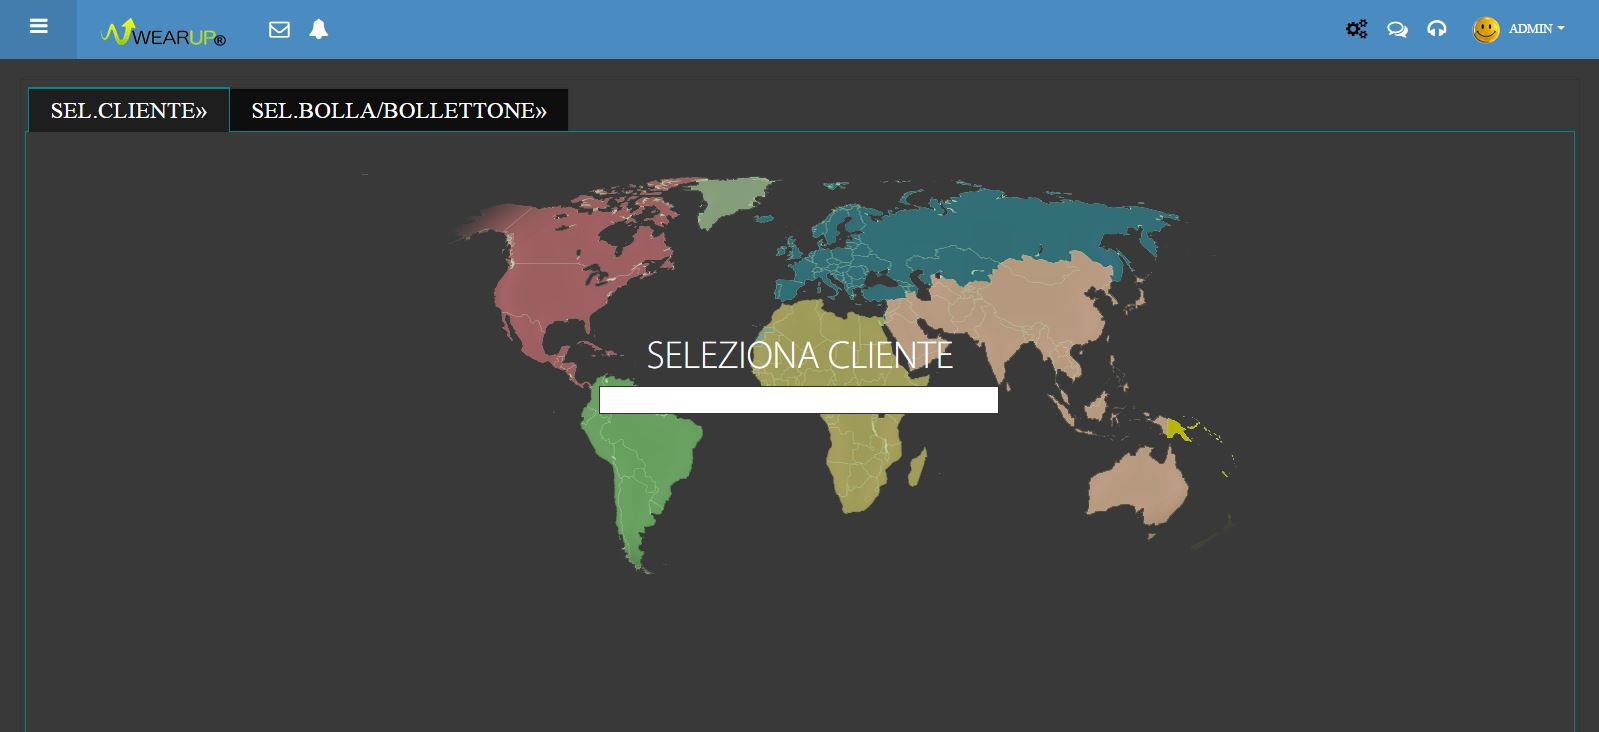 WEARUP®
ADMIN
SEL.CLIENTE»
SEL.BOLLA/BOLLETTONE»
SELEZIONA CLIENTE